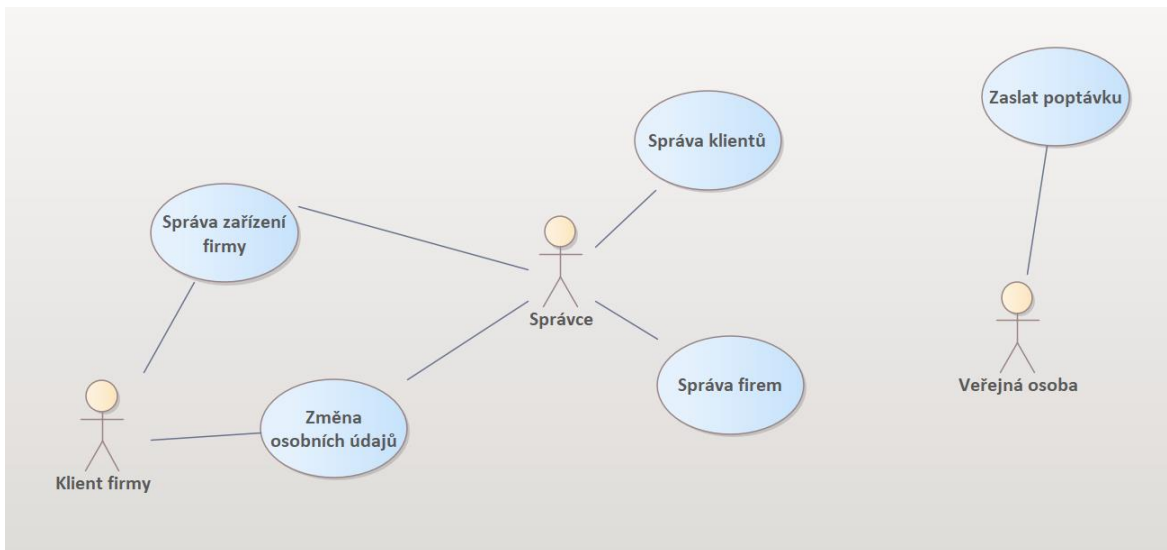 Zaslat poptávku
Správa klientů
Správa zařízení
firmy
Správce
Správa firem
Veřejná osoba
Změna
osobních údajů
Klient firmy